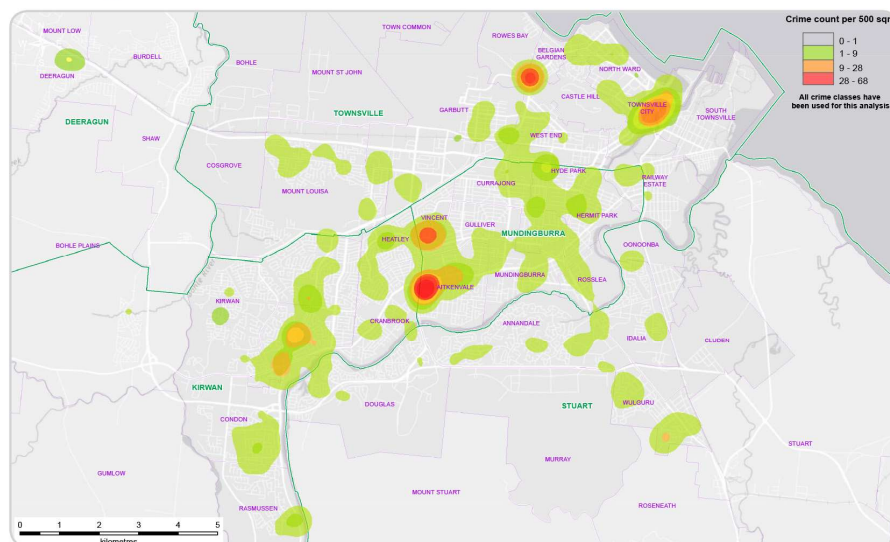 Crime count per 500 sqm
0 - 1
1 - 9
9 - 28
28 - 68
All crime classes have
been used for this analysis
MOUNT LOW
BURDELL
DEERAGUN
TOWN COMMON
ROWES BAY
BELGIAN
GARDENS
BOHLE
MOUNT ST JOHN
NORTH WARD
CASTLE HILL
TOWNSVILLE
CITY
SOUTH
TOWNSVILLE
GARBUTT
TOWNSVILLE
DEERAGUN
SHAW
WEST END
COSGROVE
HYDE PARK
RAILWAY
ESTATE
MOUNT LOUISA
CURRAJONG
VINCENT
GULLIVER
HERMIT PARK
MUNDINGBURRA
HEATLEY
OONOONBA
BOHLE PLAINS
MUNDINGBURRA
ROSSLEA
AITKENVALE
KIRWAN
CRANBROOK
ANNANDALE
IDALIA
CLUDEN
KIRWAN
DOUGLAS
STUART
WULGURU
CONDON
STUART
GUMLOW
MURRAY
MOUNT STUART
ROSENEATH
RASMUSSEN
0 1 2 3 4 5
kilometres